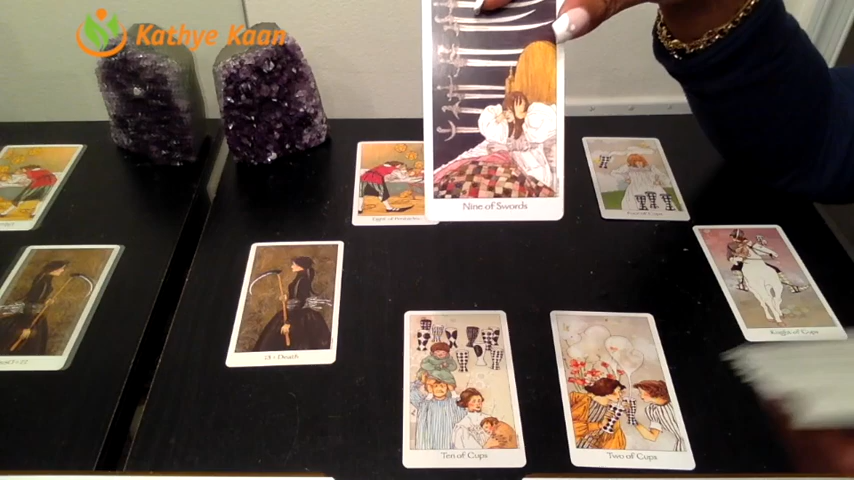 Kathye Kaan
Nine of Swords
Eight of Pentacles
Four of Cups
Knight of Cups
13 • Death
Ten of Cups
Two of Cups